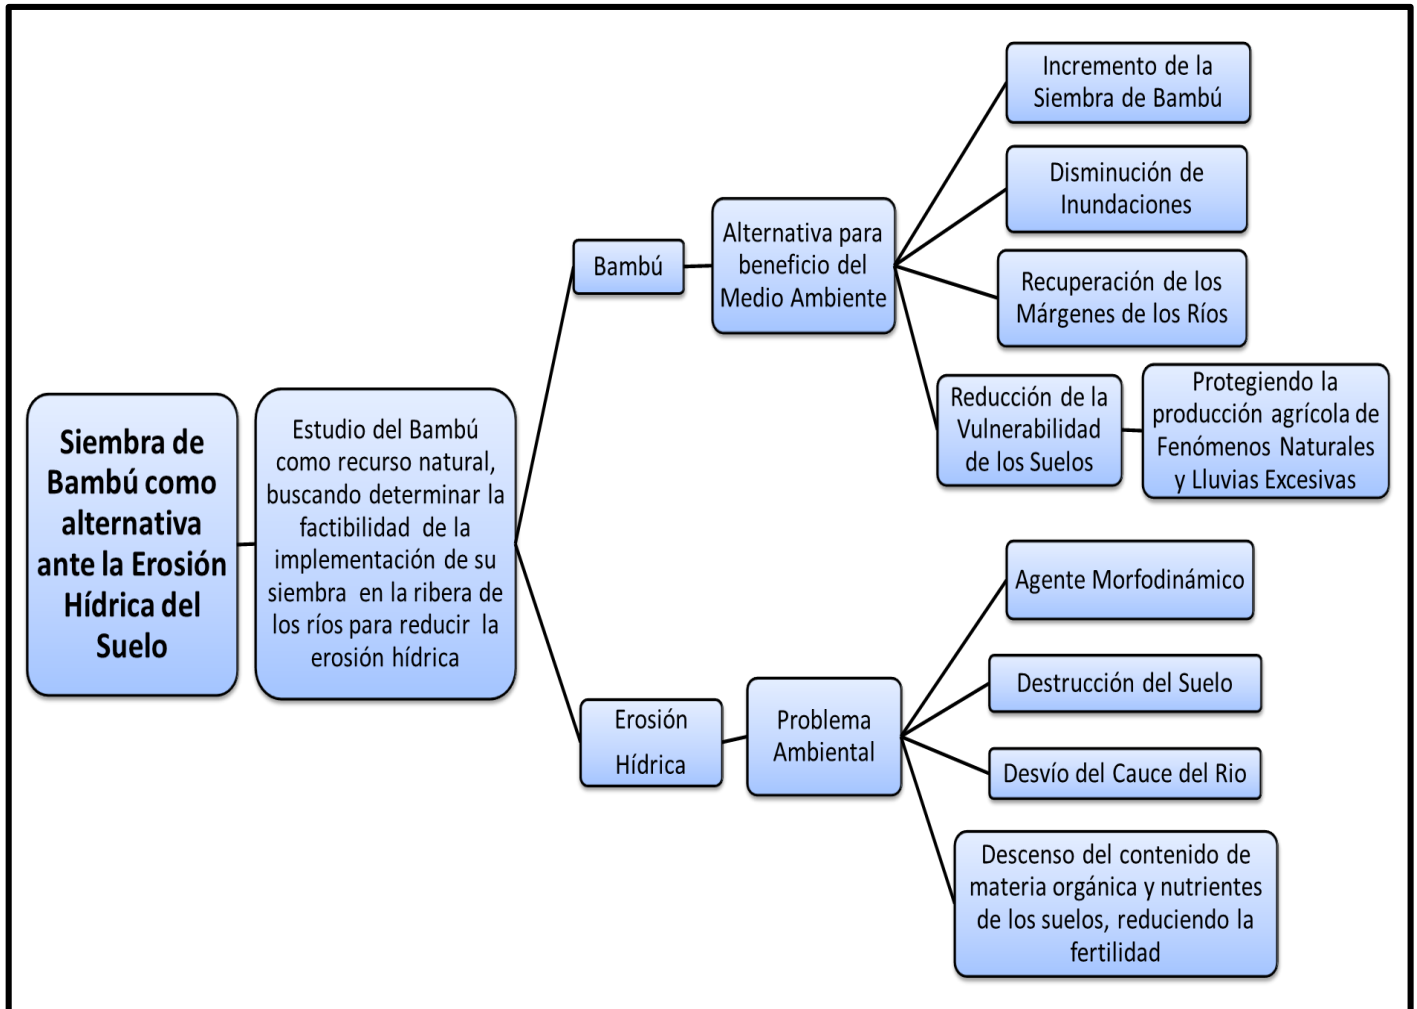 Siembra de
Bambú como
alternativa
ante la Erosión
Hídrica del
Suelo
Estudio del Bambú
como recurso natural,
buscando determinar la
factibilidad de la
implementación de su
siembra en la ribera de
los ríos para reducir la
erosión hídrica
Bambú
Alternativa para
beneficio del
Medio Ambiente
Incremento de la
Siembra de Bambú
Disminución de
Inundaciones
Recuperación de los
Márgenes de los Ríos
Reducción de la
Vulnerabilidad
de los Suelos
Protegiendo la
producción agrícola de
Fenómenos Naturales
y Lluvias Excesivas
Erosión
Hídrica
Problema
Ambiental
Agente Morfodinámico
Destrucción del Suelo
Desvío del Cauce del Rio
Descenso del contenido de
materia orgánica y nutrientes
de los suelos, reduciendo la
fertilidad